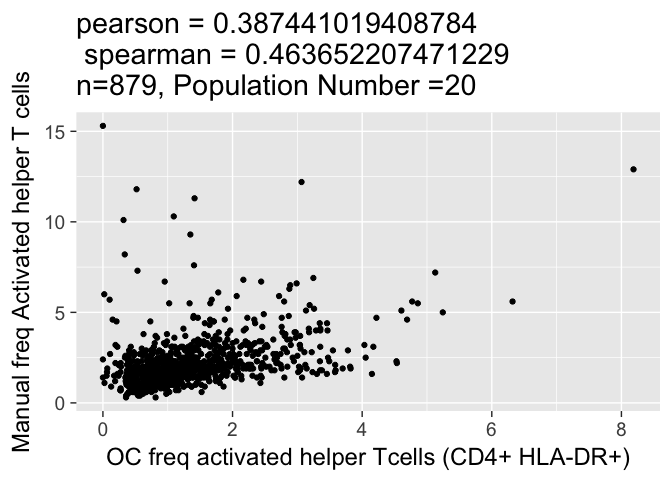 pearson = 0.387441019408784
spearman = 0.463652207471229
n=879, Population Number =20
Manual freq Activated helper T cells
15
10
5
0
0 2 4 6 8
OC freq activated helper Tcells (CD4+ HLA-DR+)